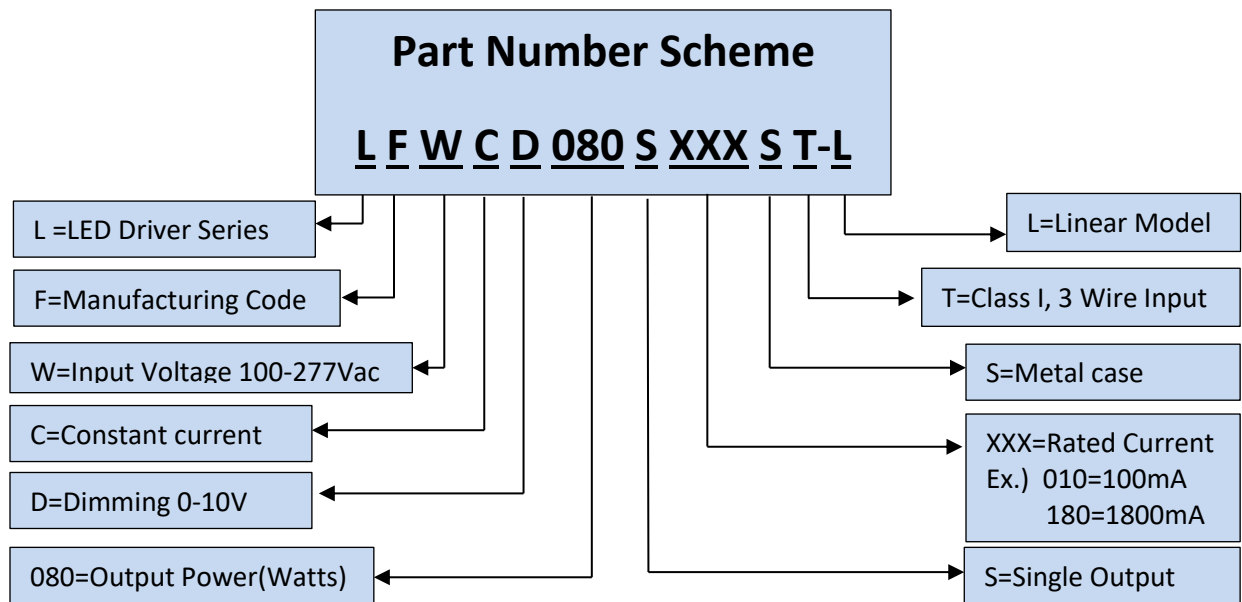 Part Number Scheme
L F W C D 080 S XXX S T-L
L =LED Driver Series
F=Manufacturing Code
W=Input Voltage 100-277Vac
C=Constant current
D=Dimming 0-10V
080=Output Power(Watts)
L=Linear Model
T=Class I, 3 Wire Input
S=Metal case
XXX=Rated Current
Ex.) 010=100mA
180=1800mA
S=Single Output